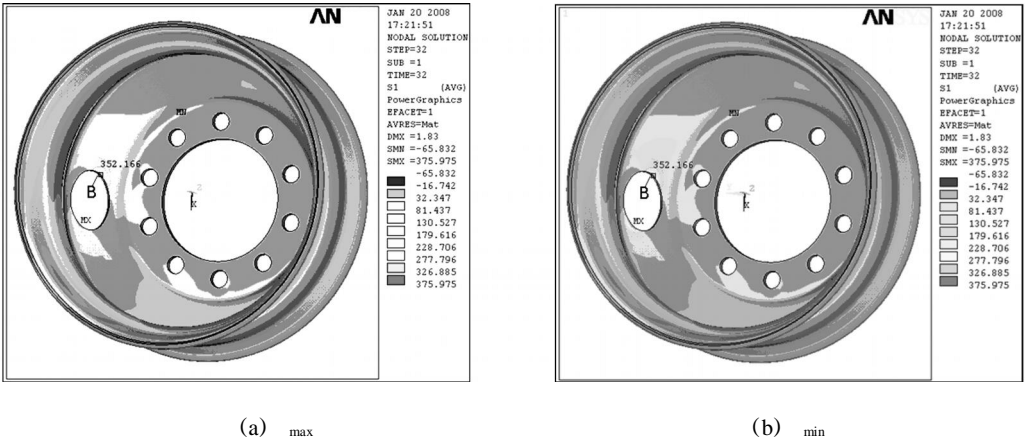 ΛN
JAN 20 2008
17:21:51
NODAL SOLUTION
STEP=32
SUB =1
TIME=32
S1 (AVG)
PowerGraphics
EFACET=1
AVRES=Mat
DMX =1.83
SMN =-65.832
SMX =375.975
-65.832
-16.742
32.347
81.437
130.527
179.616
228.706
277.796
326.885
375.975
MN
352.166
B
MX
Z
X
(a) max
1
ΛN
JAN 20 2008
17:21:51
NODAL SOLUTION
STEP=32
SUB =1
TIME=32
S1 (AVG)
PowerGraphics
EFACET=1
AVRES=Mat
DMX =1.83
SMN =-65.832
SMX =375.975
-65.832
-16.742
32.347
81.437
130.527
179.616
228.706
277.796
326.885
375.975
MN
352.166
B
MX
Z
X
(b) min